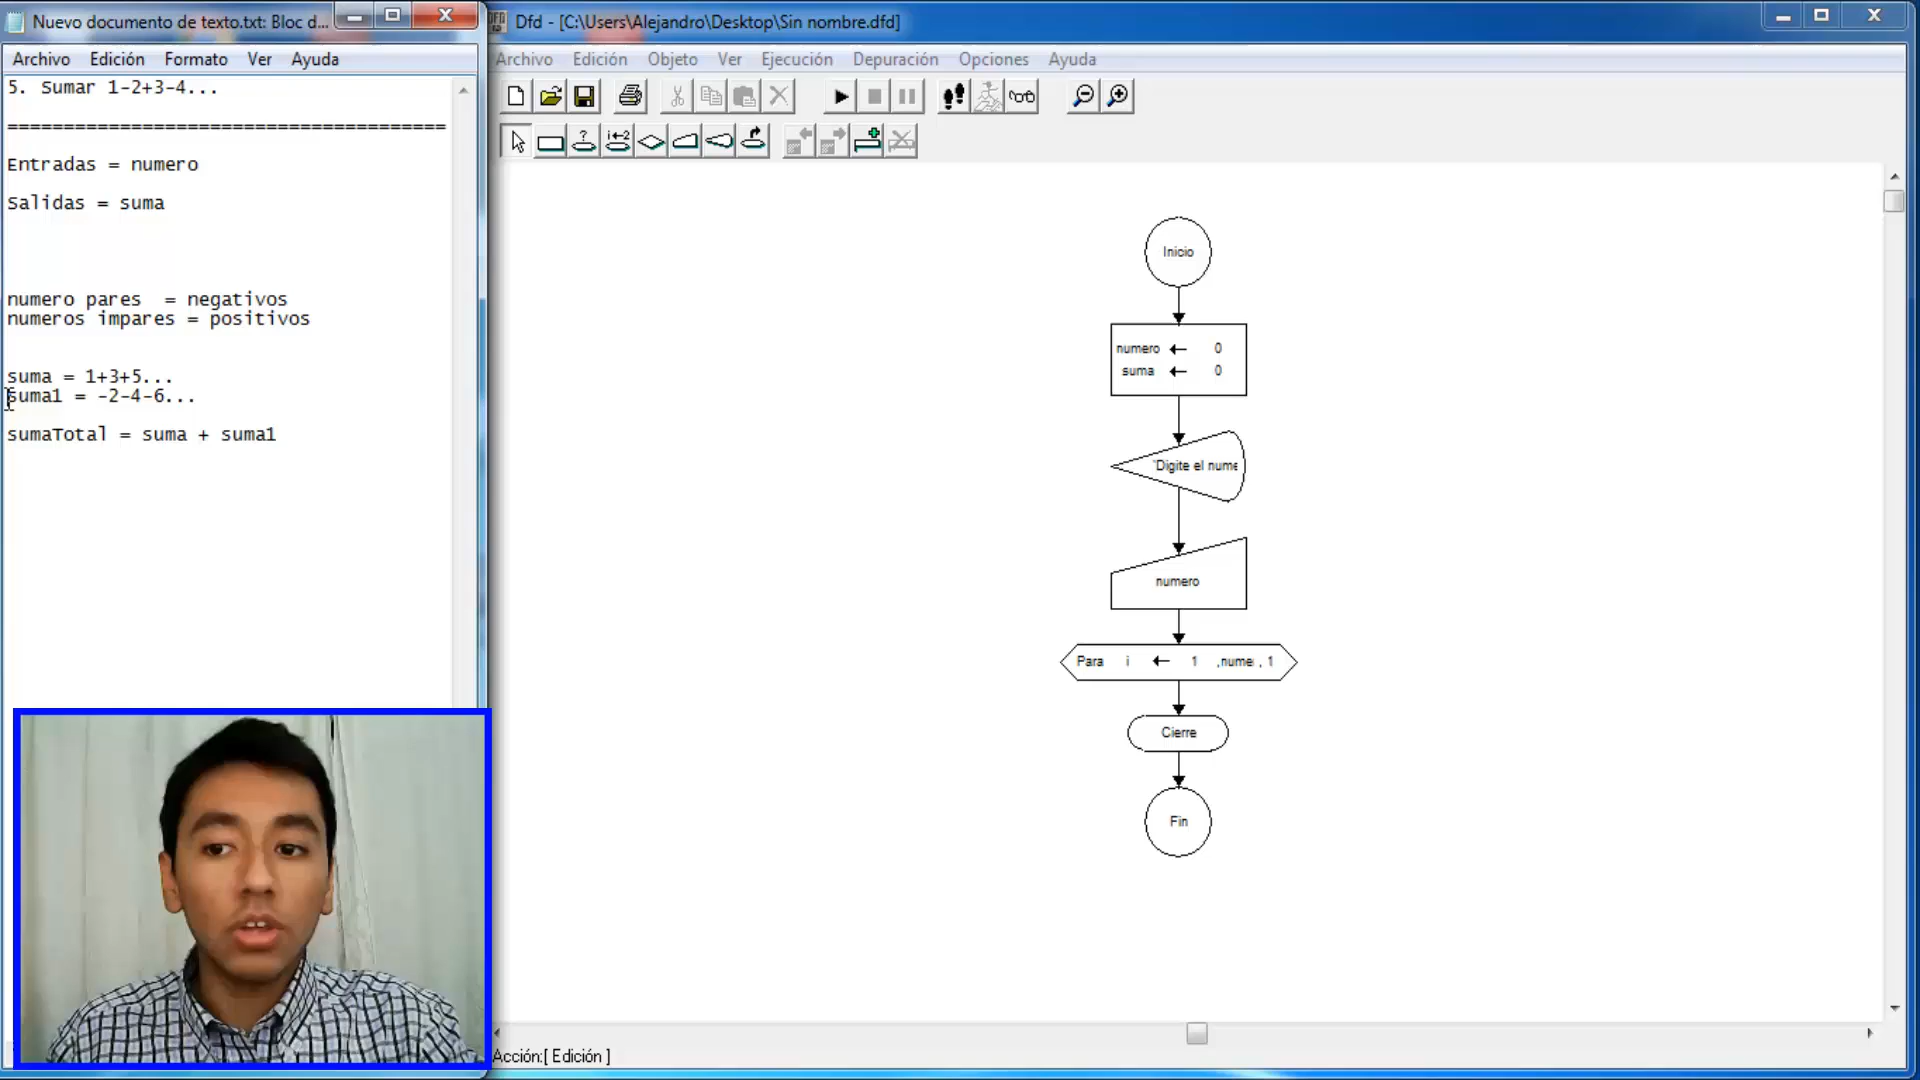 Nuevo documento de texto.txt: Bloc d...
Archivo Edición Formato Ver Ayuda
5. Sumar 1-2+3-4...
=======================================
Entradas = numero
Salidas = suma
numero pares  = negativos
numeros impares = positivos
suma = 1+3+5...
suma1 = -2-4-6...
sumaTotal = suma + suma1
Dfd - [C:\Users\Alejandro\Desktop\Sin nombre.dfd]
Archivo Edición Objeto Ver Ejecución Depuración Opciones Ayuda
Inicio
numero ← 0
suma ← 0
"Digite el nume
numero
Para i ← 1 ,nume , 1
Cierre
Fin
Acción:[ Edición ]